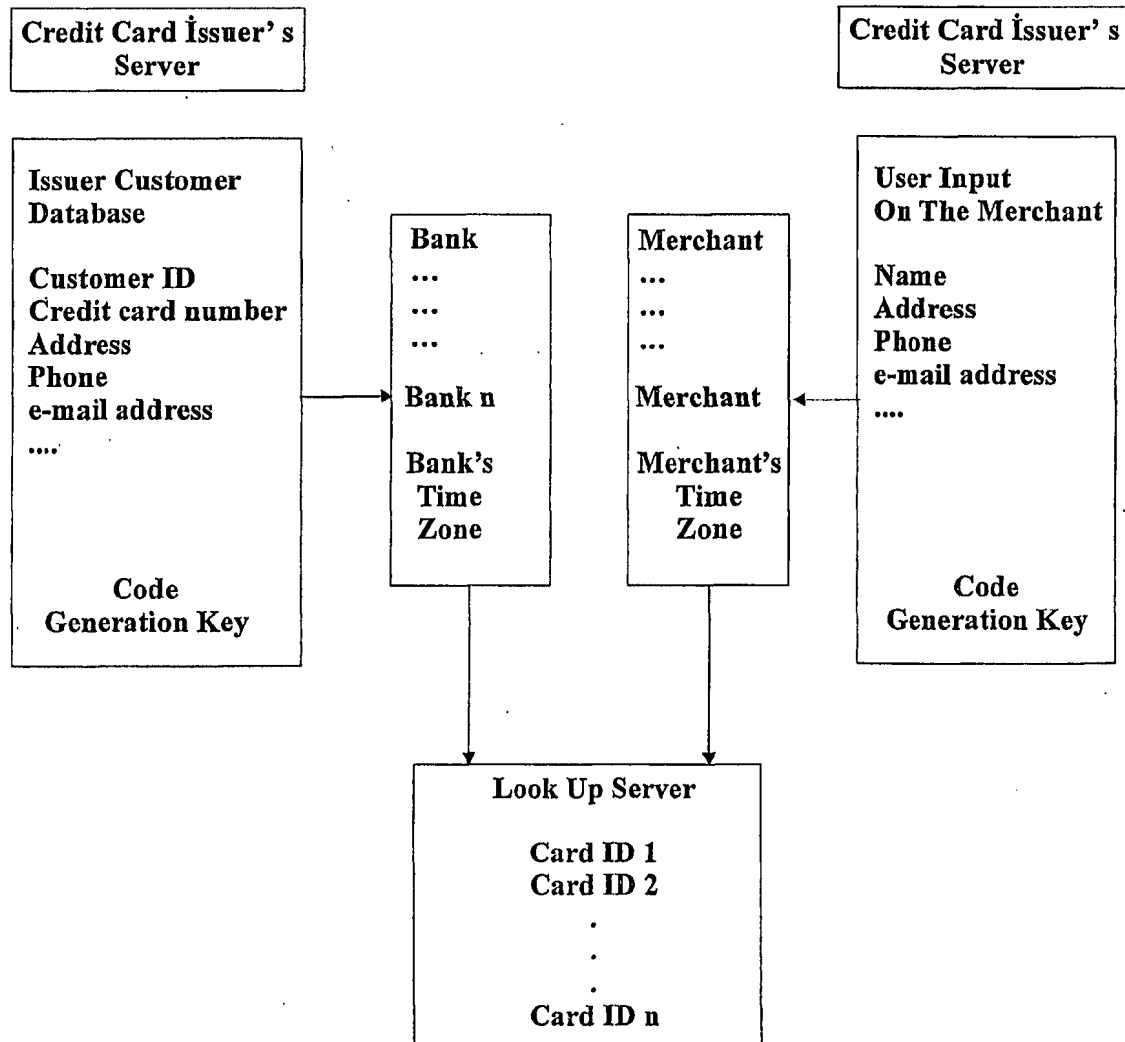 Credit Card İssuer' s
Server
Credit Card İssuer' s
Server
Issuer Customer
Database
Customer ID
Credit card number
Address
Phone
e-mail address
....
Code
Generation Key
Bank
...
...
...
Bank n
Bank's
Time
Zone
Merchant
...
...
...
Merchant
Merchant's
Time
Zone
User Input
On The Merchant
Name
Address
Phone
e-mail address
....
Code
Generation Key
Look Up Server
Card ID 1
Card ID 2
.
.
.
Card ID n